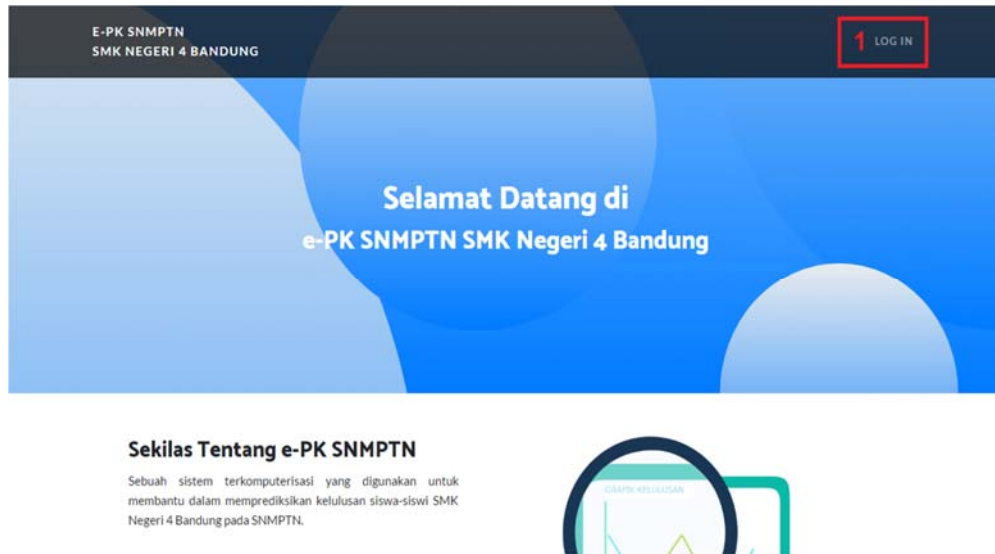 E-PK SNMPTN
SMK NEGERI 4 BANDUNG
1 LOG IN
Selamat Datang di
e-PK SNMPTN SMK Negeri 4 Bandung
Sekilas Tentang e-PK SNMPTN
Sebuah sistem terkomputerisasi yang digunakan untuk
membantu dalam memprediksikan kelulusan siswa-siswi SMK
Negeri 4 Bandung pada SNMPTN.
GRAFIK KELULUSAN